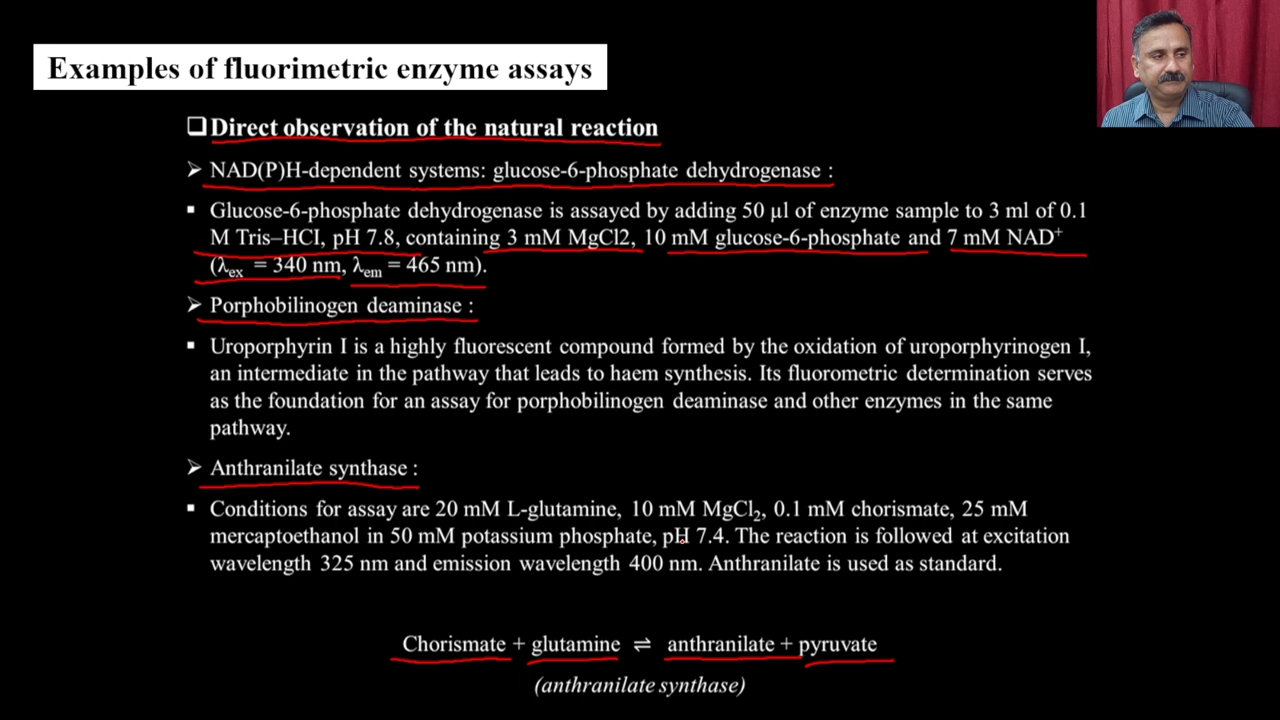 Examples of fluorimetric enzyme assays
❑Direct observation of the natural reaction
➢ NAD(P)H-dependent systems: glucose-6-phosphate dehydrogenase :
▪ Glucose-6-phosphate dehydrogenase is assayed by adding 50 µl of enzyme sample to 3 ml of 0.1
M Tris–HCI, pH 7.8, containing 3 mM MgCl2, 10 mM glucose-6-phosphate and 7 mM NAD⁺
(λex = 340 nm, λem = 465 nm).
➢ Porphobilinogen deaminase :
▪ Uroporphyrin I is a highly fluorescent compound formed by the oxidation of uroporphyrinogen I,
an intermediate in the pathway that leads to haem synthesis. Its fluorometric determination serves
as the foundation for an assay for porphobilinogen deaminase and other enzymes in the same
pathway.
➢ Anthranilate synthase :
▪ Conditions for assay are 20 mM L-glutamine, 10 mM MgCl₂, 0.1 mM chorismate, 25 mM
mercaptoethanol in 50 mM potassium phosphate, pH 7.4. The reaction is followed at excitation
wavelength 325 nm and emission wavelength 400 nm. Anthranilate is used as standard.
Chorismate + glutamine ⇌ anthranilate + pyruvate
(anthranilate synthase)